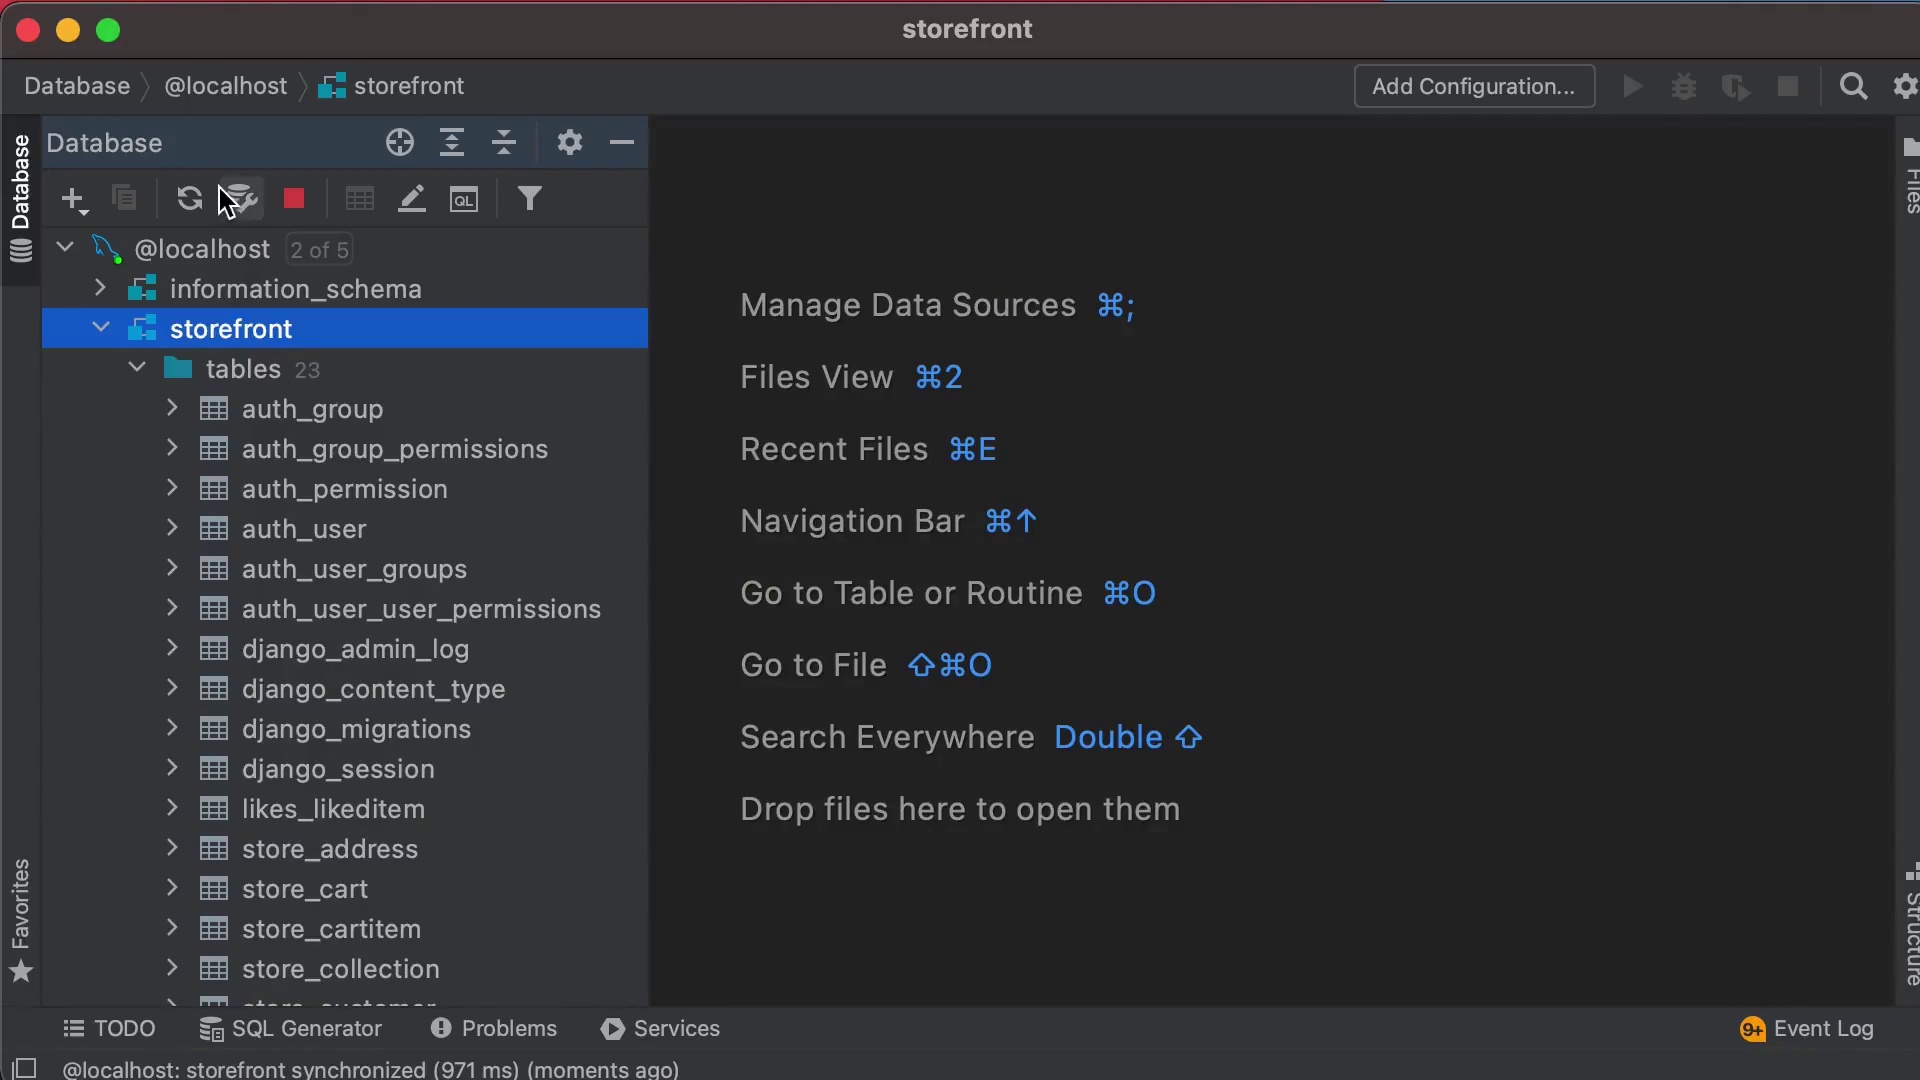 storefront
Database
@localhost
storefront
Add Configuration...
Database
Database
Files
QL
@localhost 2 of 5
information_schema
storefront
tables 23
auth_group
auth_group_permissions
auth_permission
auth_user
auth_user_groups
auth_user_user_permissions
django_admin_log
django_content_type
django_migrations
django_session
likes_likeditem
store_address
store_cart
store_cartitem
store_collection
Manage Data Sources ⌘;
Files View ⌘2
Recent Files ⌘E
Navigation Bar ⌘↑
Go to Table or Routine ⌘O
Go to File ⇧⌘O
Search Everywhere Double ⇧
Drop files here to open them
Favorites
Structure
TODO
SQL Generator
Problems
Services
9+ Event Log
@localhost: storefront synchronized (971 ms) (moments ago)